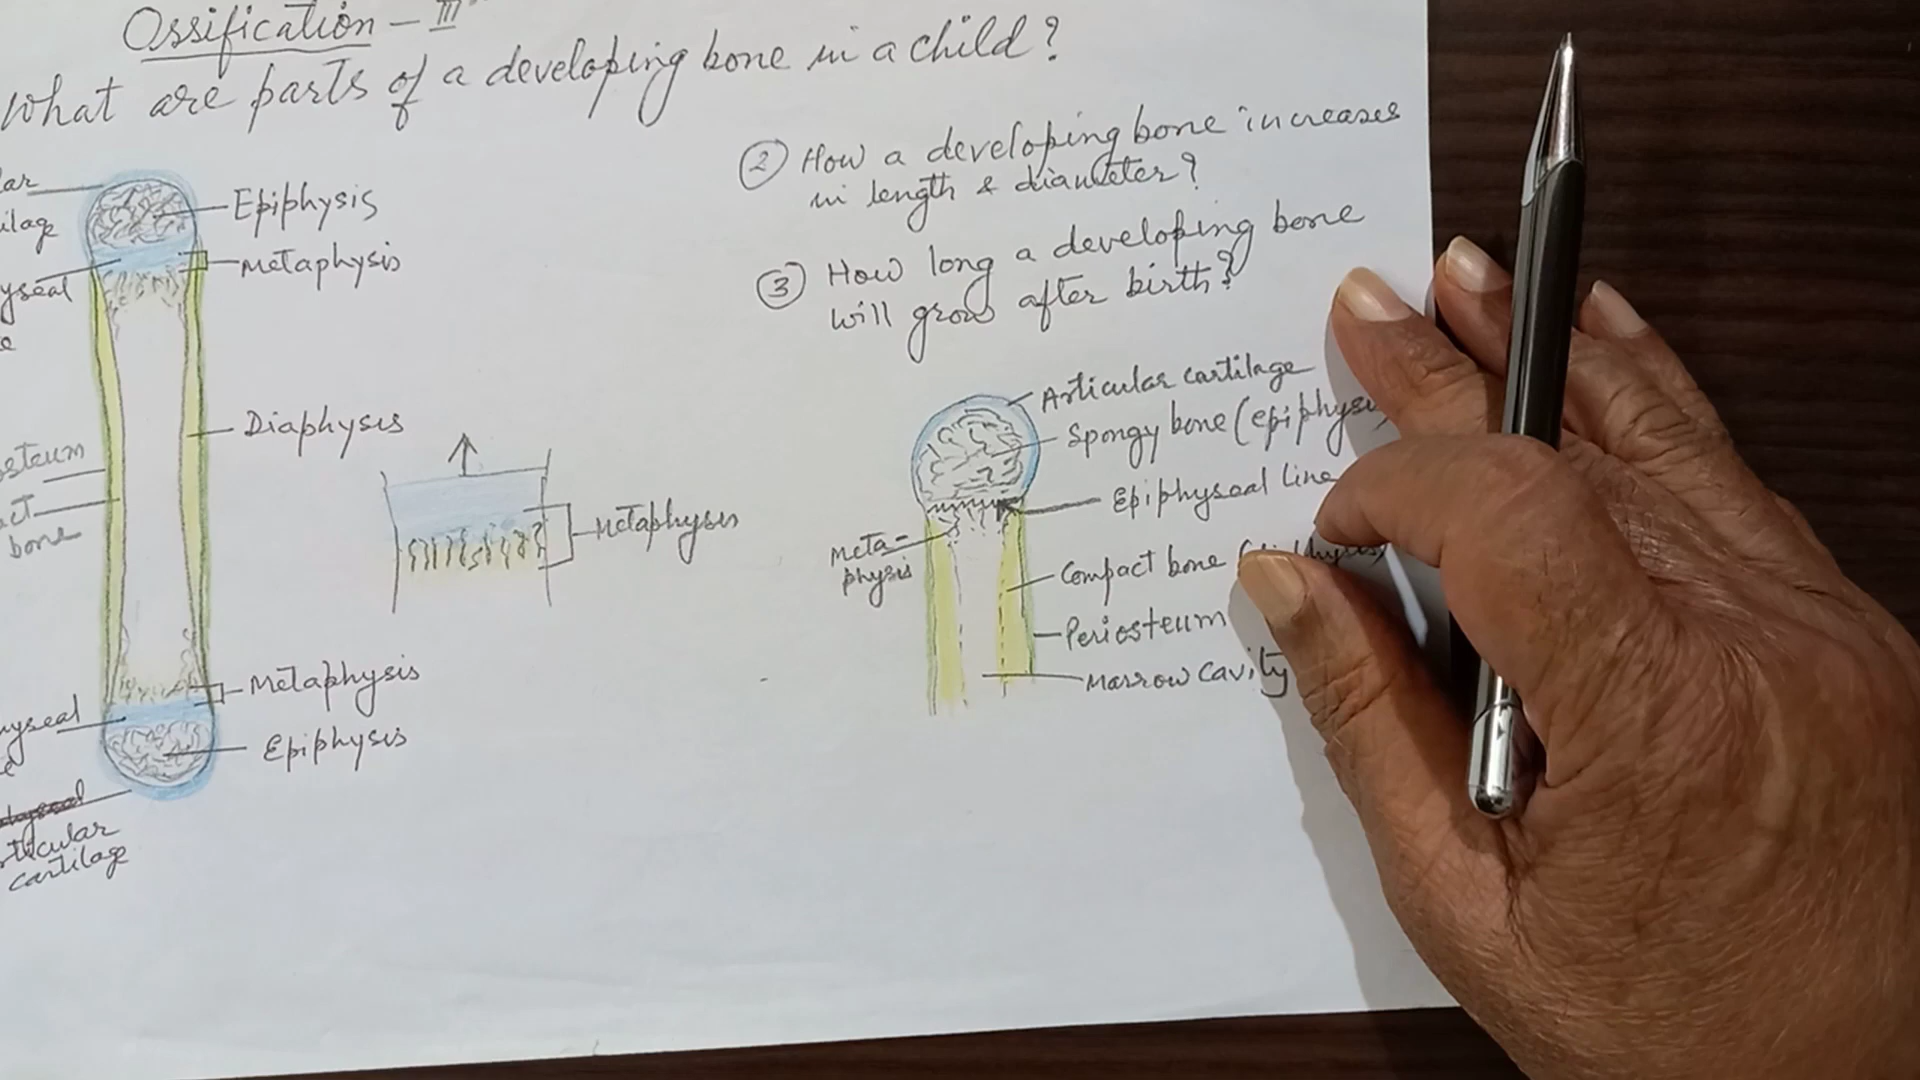 Ossification - III
What are parts of a developing bone in a child?
② How a developing bone increases
in length & diameter?
③ How long a developing bone
will grow after birth?
Epiphysis
Metaphysis
Diaphysis
bone
Metaphysis
Epiphysis
cartilage
Metaphysis
Articular cartilage
Spongy bone (epiphysis
Epiphyseal line
Meta-
physis
Compact bone
Periosteum
Marrow cavity